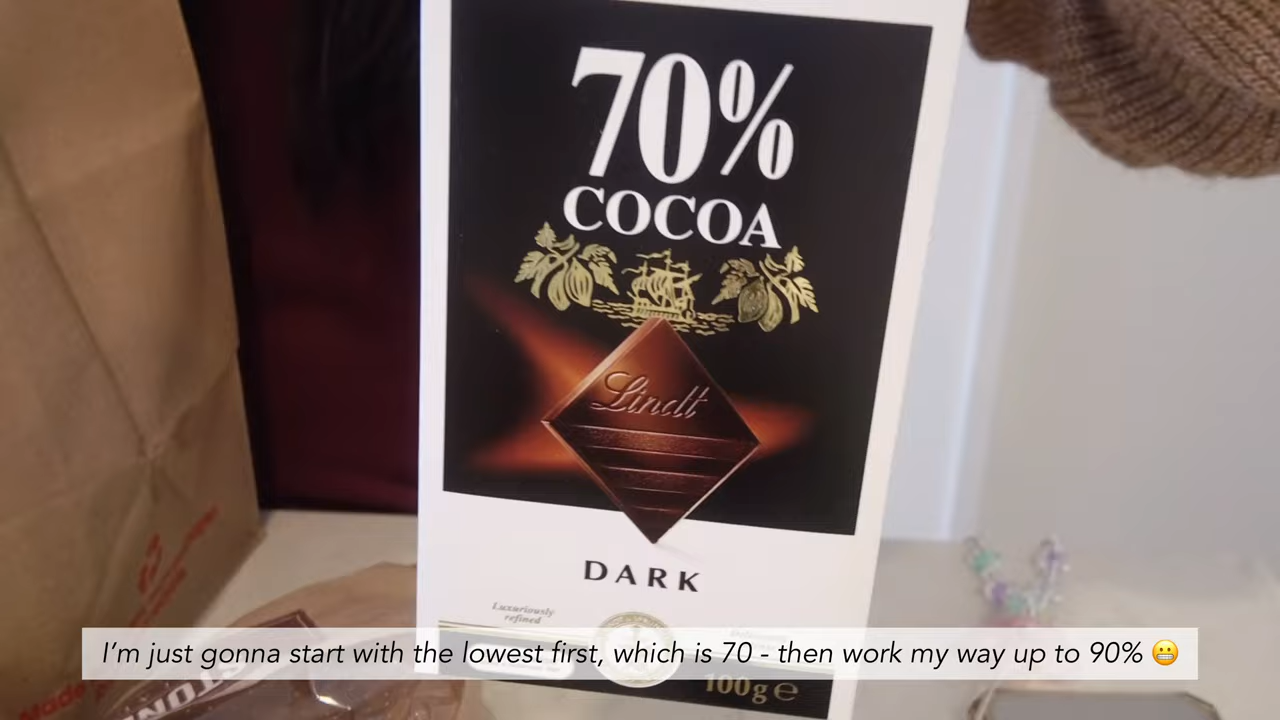 70%
COCOA
Lindt
DARK
Luxuriously
refined
I'm just gonna start with the lowest first, which is 70 - then work my way up to 90% 😬
100g e
Made